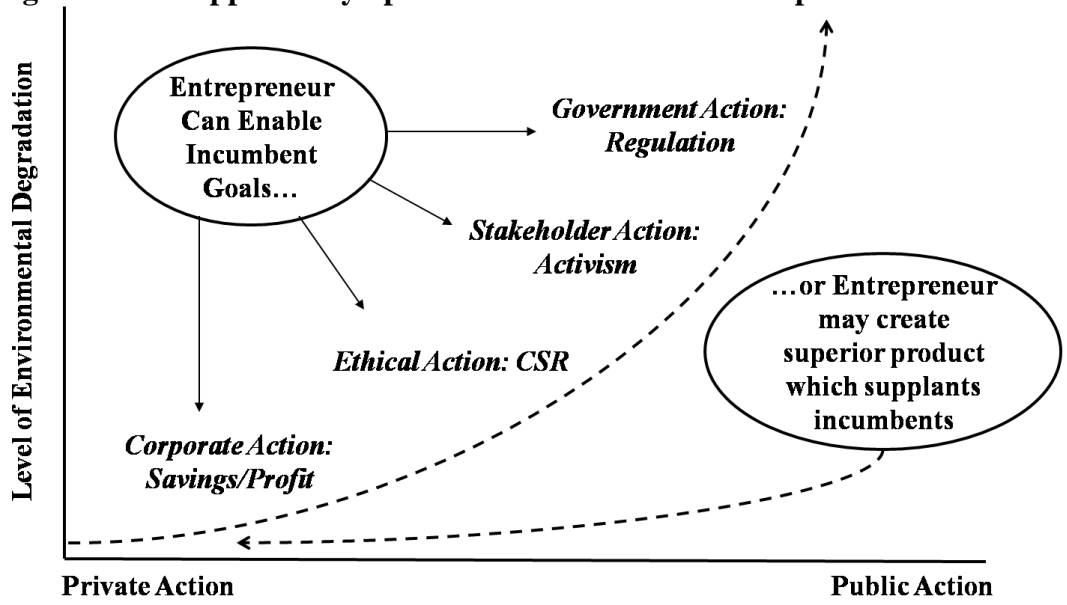 Entrepreneur
Can Enable
Incumbent
Goals…
Government Action:
Regulation
Stakeholder Action:
Activism
Ethical Action: CSR
Corporate Action:
Savings/Profit
…or Entrepreneur
may create
superior product
which supplants
incumbents
Level of Environmental Degradation
Private Action
Public Action